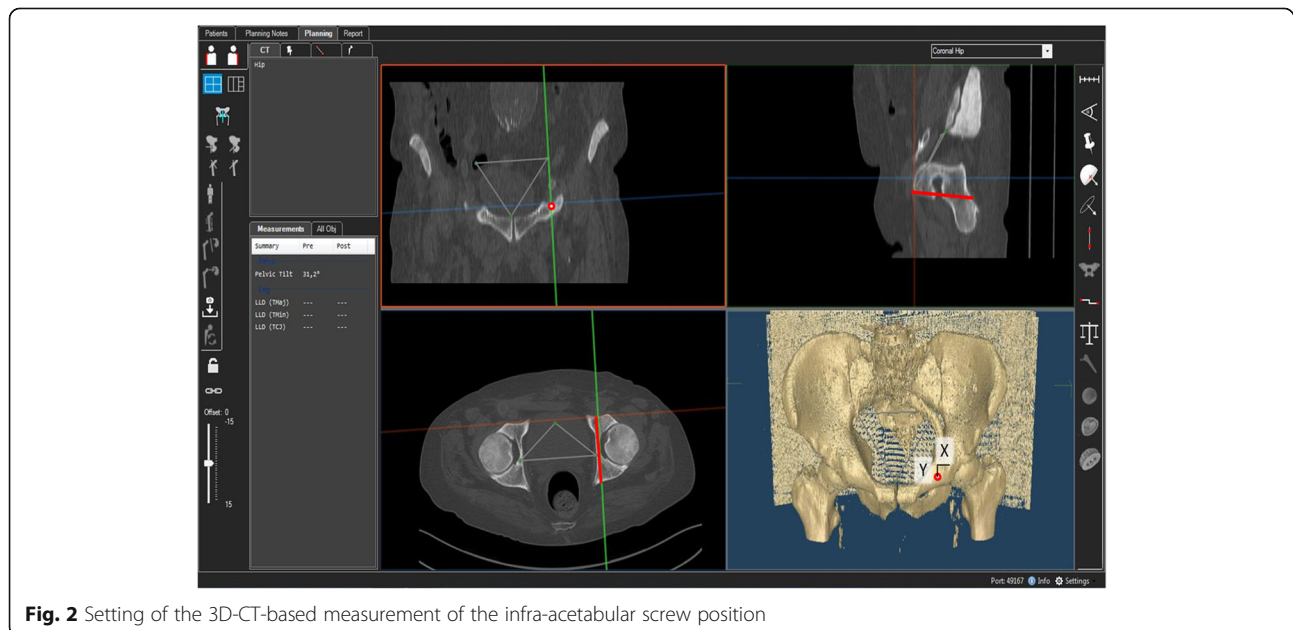 Patients Planning Notes Planning Report
CT
Coronal Hip
Hip
Measurements All Obj
Summary Pre Post
Pelvic Tilt 31,2°
Leg
LLD (TMaj) --- ---
LLD (TMin) --- ---
LLD (TCJ) --- ---
Offset: 0
-15
15
X
Y
Port: 49167 Info Settings
Fig. 2 Setting of the 3D-CT-based measurement of the infra-acetabular screw position